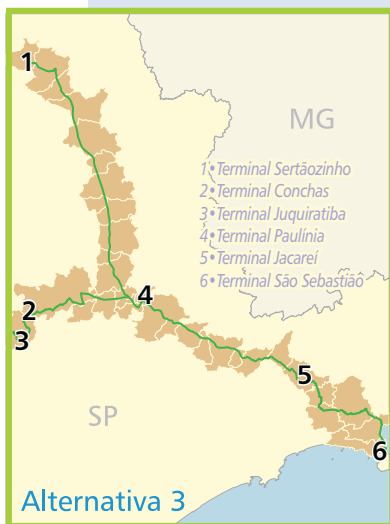 1
MG
1•Terminal Sertãozinho
2•Terminal Conchas
3•Terminal Juquiratiba
4•Terminal Paulínia
5•Terminal Jacareí
6•Terminal São Sebastião
4
2
3
5
SP
6
Alternativa 3